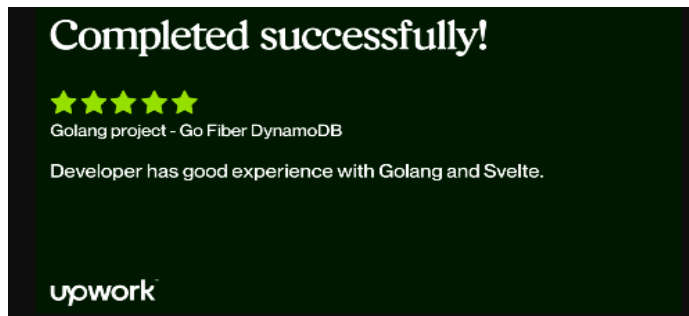 Completed successfully!
Golang project - Go Fiber DynamoDB
Developer has good experience with Golang and Svelte.
upwork